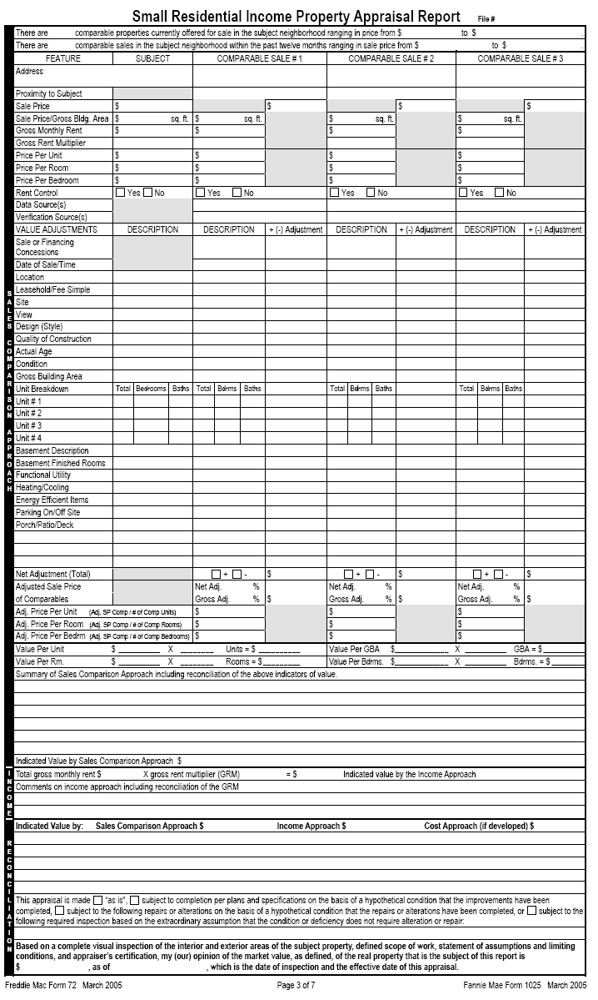 Small Residential Income Property Appraisal Report File #
There are comparable properties currently offered for sale in the subject neighborhood ranging in price from $ to $ .
There are comparable sales in the subject neighborhood within the past twelve months ranging in sale price from $ to $ .
FEATURE SUBJECT COMPARABLE SALE # 1 COMPARABLE SALE # 2 COMPARABLE SALE # 3
Address
Proximity to Subject
Sale Price $ $ $ $
Sale Price/Gross Bldg. Area $ sq. ft. $ sq. ft. $ sq. ft. $ sq. ft.
Gross Monthly Rent $ $ $ $
Gross Rent Multiplier
Price Per Unit $ $ $ $
Price Per Room $ $ $ $
Price Per Bedroom $ $ $ $
Rent Control Yes No Yes No Yes No Yes No
Data Source(s)
Verification Source(s)
VALUE ADJUSTMENTS DESCRIPTION DESCRIPTION + (-) Adjustment DESCRIPTION + (-) Adjustment DESCRIPTION + (-) Adjustment
Sale or Financing
Concessions
Date of Sale/Time
Location
Leasehold/Fee Simple
Site
View
Design (Style)
Quality of Construction
Actual Age
Condition
Gross Building Area
Unit Breakdown Total Bedrooms Baths Total Bdrms Baths Total Bdrms Baths Total Bdrms Baths
Unit # 1
Unit # 2
Unit # 3
Unit # 4
Basement Description
Basement Finished Rooms
Functional Utility
Heating/Cooling
Energy Efficient Items
Parking On/Off Site
Porch/Patio/Deck
Net Adjustment (Total) + - $ + - $ + - $
Adjusted Sale Price Net Adj. % Net Adj. % Net Adj. %
of Comparables Gross Adj. % $ Gross Adj. % $ Gross Adj. % $
Adj. Price Per Unit (Adj. SP Comp / # of Comp Units) $ $ $
Adj. Price Per Room (Adj. SP Comp / # of Comp Rooms) $ $ $
Adj. Price Per Bedrm (Adj. SP Comp / # of Comp Bedrooms) $ $ $
Value Per Unit $ X Units = $ Value Per GBA $ X GBA = $
Value Per Rm. $ X Rooms = $ Value Per Bdrms. $ X Bdrms. = $
Summary of Sales Comparison Approach including reconciliation of the above indicators of value.
Indicated Value by Sales Comparison Approach $
SALES COMPARISON APPROACH
Total gross monthly rent $ X gross rent multiplier (GRM) = $ Indicated value by the Income Approach
Comments on income approach including reconciliation of the GRM
INCOME
Indicated Value by: Sales Comparison Approach $ Income Approach $ Cost Approach (if developed) $
This appraisal is made "as is", subject to completion per plans and specifications on the basis of a hypothetical condition that the improvements have been
completed, subject to the following repairs or alterations on the basis of a hypothetical condition that the repairs or alterations have been completed, or subject to the
following required inspection based on the extraordinary assumption that the condition or deficiency does not require alteration or repair:
Based on a complete visual inspection of the interior and exterior areas of the subject property, defined scope of work, statement of assumptions and limiting
conditions, and appraiser's certification, my (our) opinion of the market value, as defined, of the real property that is the subject of this report is
$ , as of , which is the date of inspection and the effective date of this appraisal.
RECONCILIATION
Freddie Mac Form 72 March 2005 Page 3 of 7 Fannie Mae Form 1025 March 2005